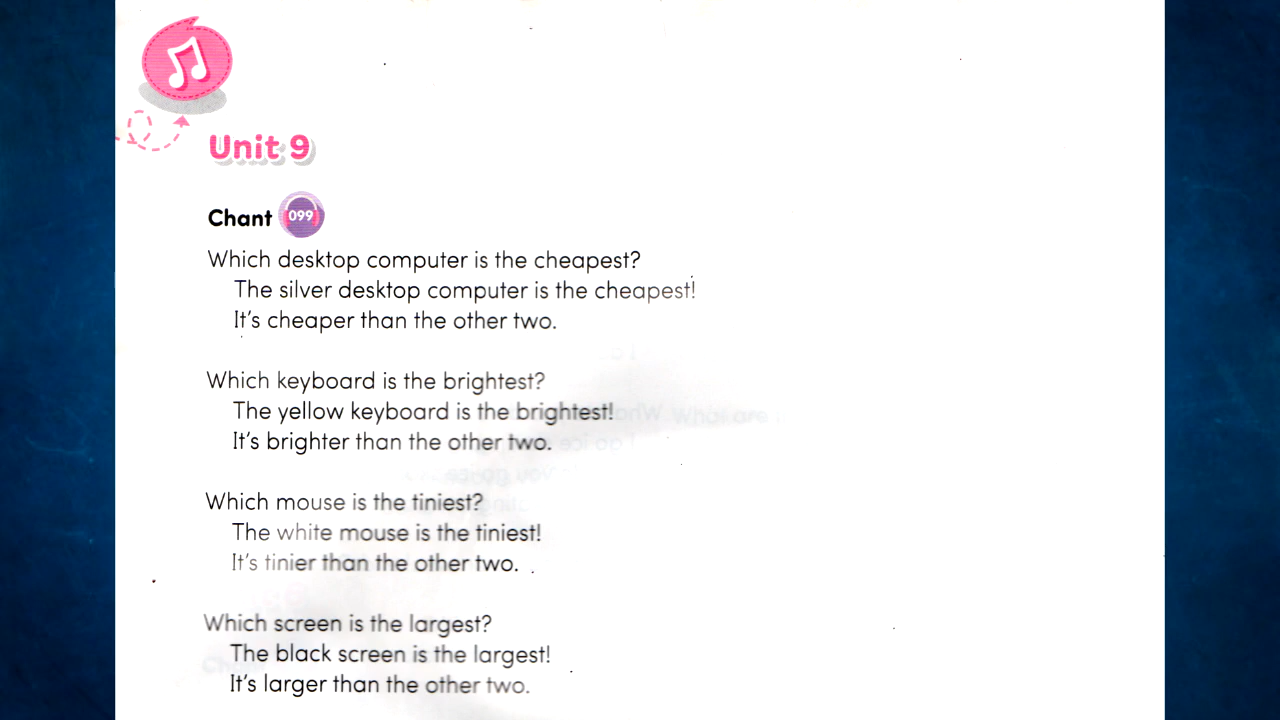 Unit 9
Chant 099
Which desktop computer is the cheapest?
The silver desktop computer is the cheapest!
It's cheaper than the other two.
Which keyboard is the brightest?
The yellow keyboard is the brightest!
It's brighter than the other two.
Which mouse is the tiniest?
The white mouse is the tiniest!
It's tinier than the other two.
Which screen is the largest?
The black screen is the largest!
It's larger than the other two.